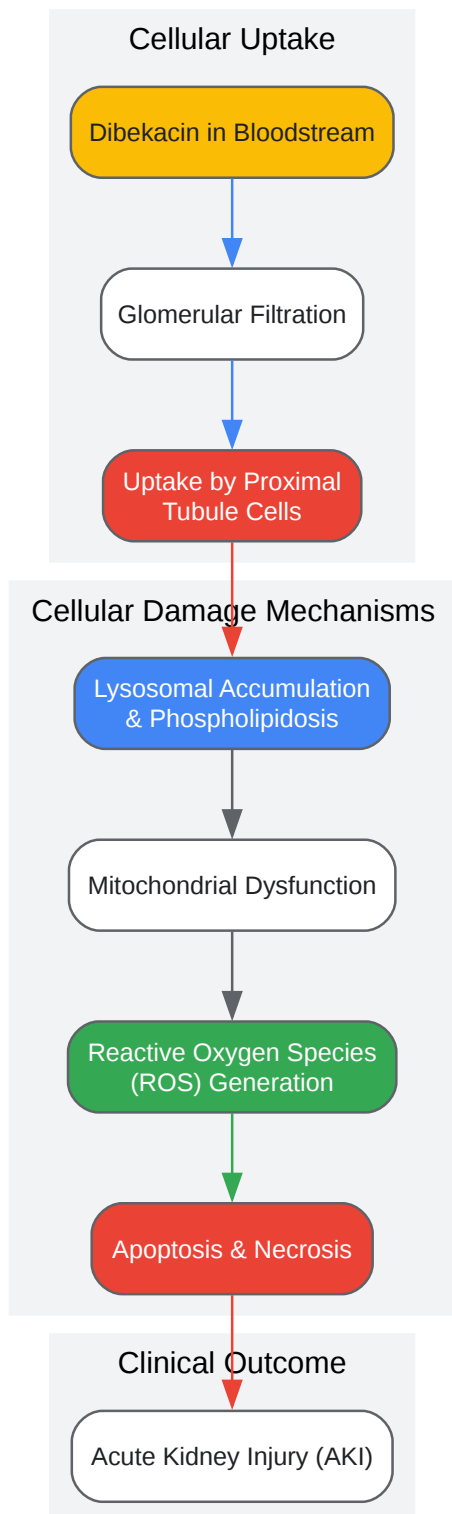 Cellular Uptake
Dibekacin in Bloodstream
Glomerular Filtration
Uptake by Proximal
Tubule Cells
Cellular Damage Mechanisms
Lysosomal Accumulation
& Phospholipidosis
Mitochondrial Dysfunction
Reactive Oxygen Species
(ROS) Generation
Apoptosis & Necrosis
Clinical Outcome
Acute Kidney Injury (AKI)